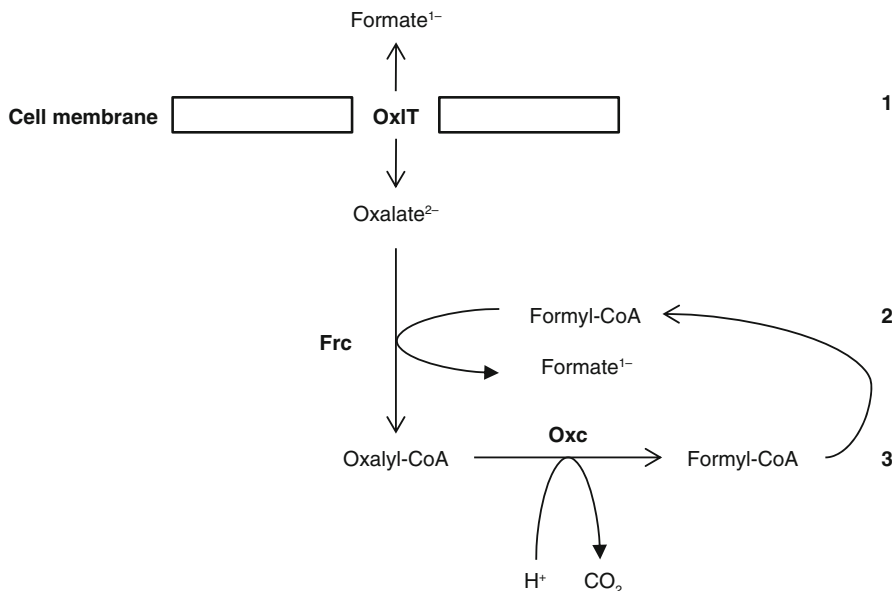 Formate¹⁻
1
Cell membrane OxlT
Oxalate²⁻
Formyl-CoA 2
Frc
Formate¹⁻
Oxc
Oxalyl-CoA Formyl-CoA 3
H⁺ CO₂